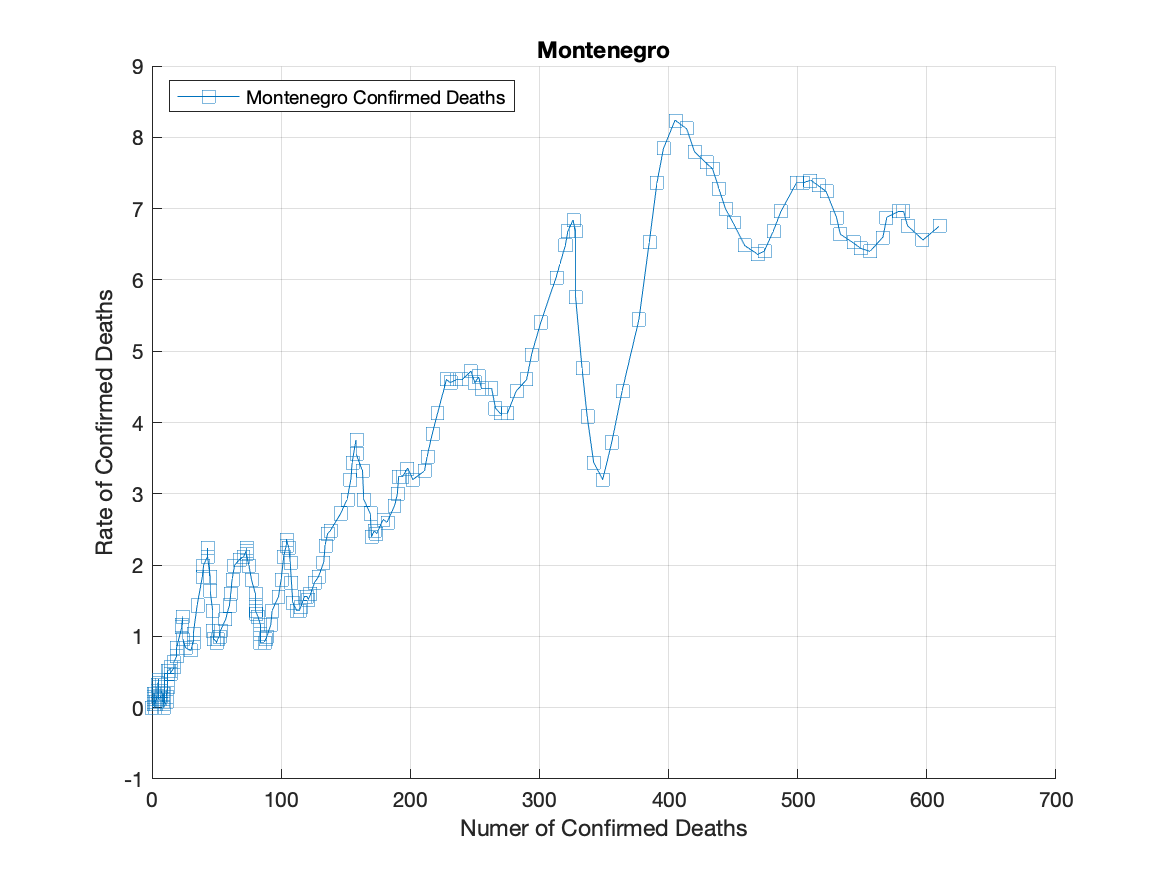 Montenegro
Montenegro Confirmed Deaths
9
8
7
6
5
4
3
2
1
0
-1
Rate of Confirmed Deaths
0 100 200 300 400 500 600 700
Numer of Confirmed Deaths